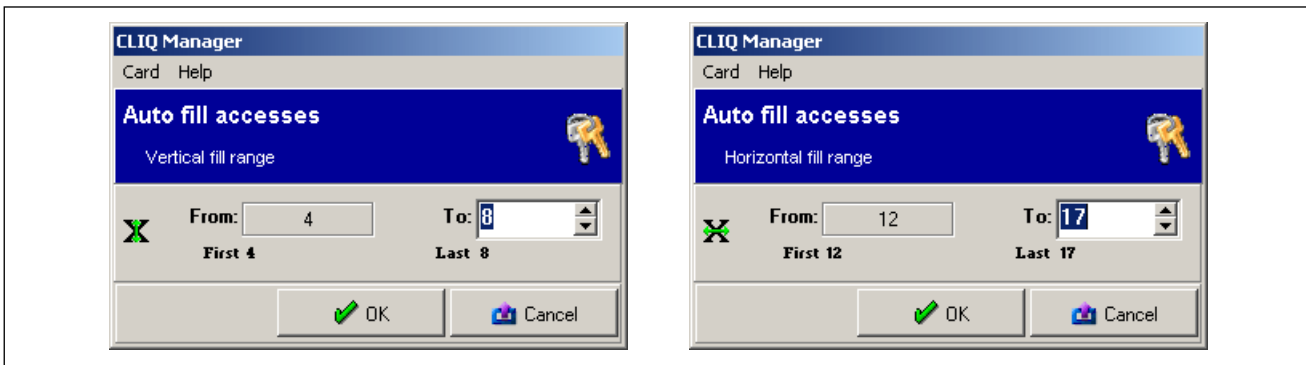 CLIQ Manager
Card Help
Auto fill accesses
Vertical fill range
From: 4 To: 8
First 4 Last 8
OK Cancel
CLIQ Manager
Card Help
Auto fill accesses
Horizontal fill range
From: 12 To: 17
First 12 Last 17
OK Cancel